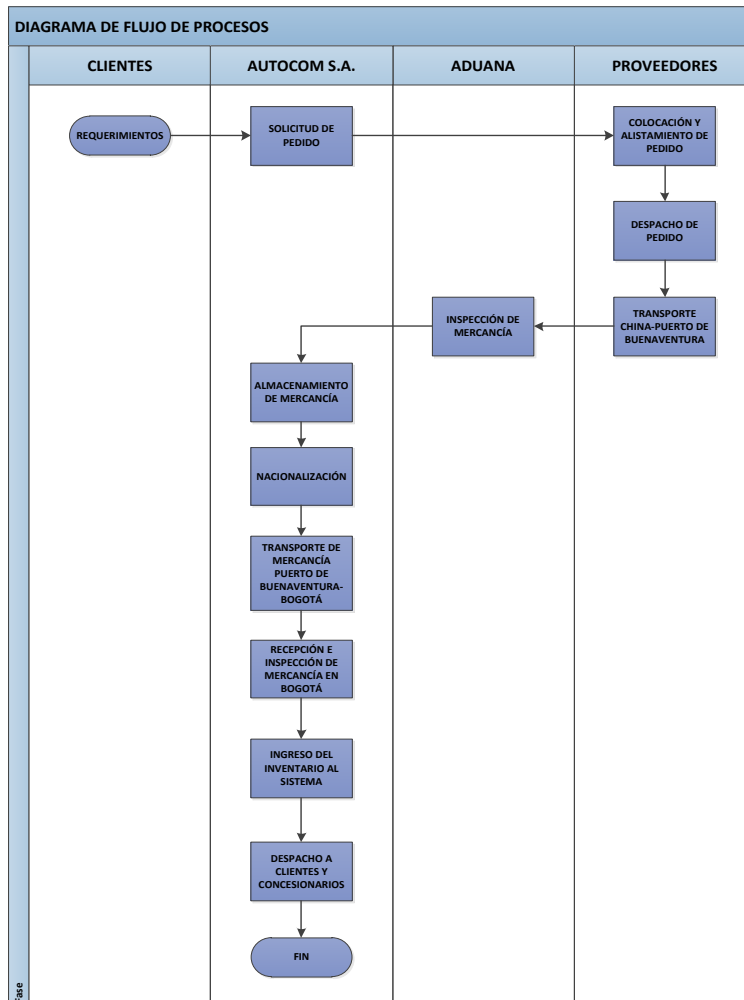 DIAGRAMA DE FLUJO DE PROCESOS
CLIENTES
AUTOCOM S.A.
ADUANA
PROVEEDORES
REQUERIMIENTOS
SOLICITUD DE
PEDIDO
COLOCACIÓN Y
ALISTAMIENTO DE
PEDIDO
DESPACHO DE
PEDIDO
TRANSPORTE
CHINA-PUERTO DE
BUENAVENTURA
INSPECCIÓN DE
MERCANCÍA
ALMACENAMIENTO
DE MERCANCÍA
NACIONALIZACIÓN
TRANSPORTE DE
MERCANCÍA
PUERTO DE
BUENAVENTURA-
BOGOTÁ
RECEPCIÓN E
INSPECCIÓN DE
MERCANCÍA EN
BOGOTÁ
INGRESO DEL
INVENTARIO AL
SISTEMA
DESPACHO A
CLIENTES Y
CONCESIONARIOS
FIN
Fase